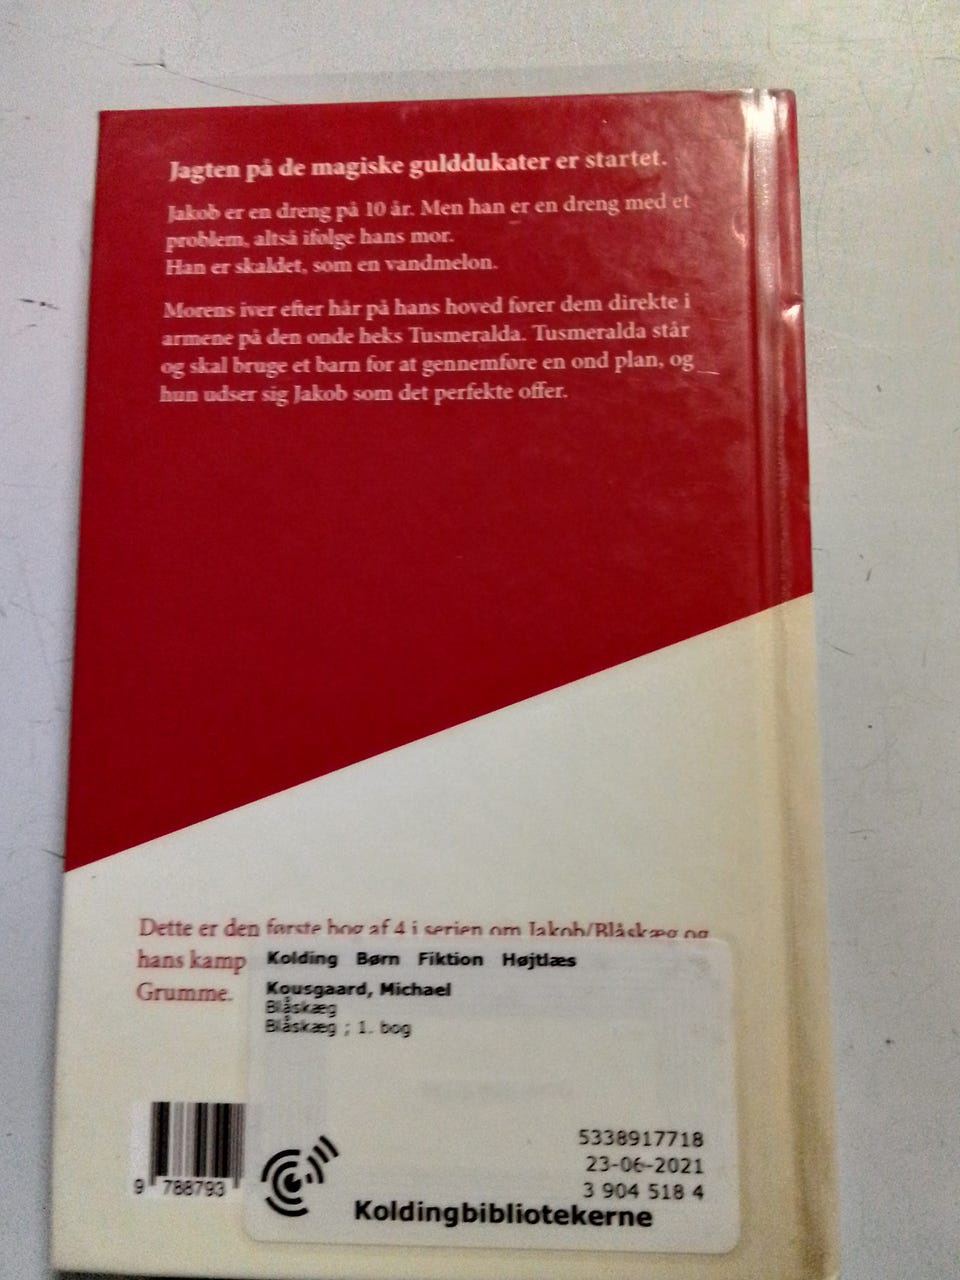 Jagten på de magiske gulddukater er startet.
Jakob er en dreng på 10 år. Men han er en dreng med et
problem, altså ifølge hans mor.
Han er skaldet, som en vandmelon.
Morens iver efter hår på hans hoved fører dem direkte i
armene på den onde heks Tusmeralda. Tusmeralda står
og skal bruge et barn for at gennemføre en ond plan, og
hun udser sig Jakob som det perfekte offer.
Dette er den første bog af 4 i serien om Jakob/Blåskæg og
hans kamp
Grumme.
Kolding Børn Fiktion Højtlæs
Kousgaard, Michael
Blåskæg
Blåskæg ; 1. bog
5338917718
23-06-2021
3 904 518 4
Koldingbibliotekerne
9 788793